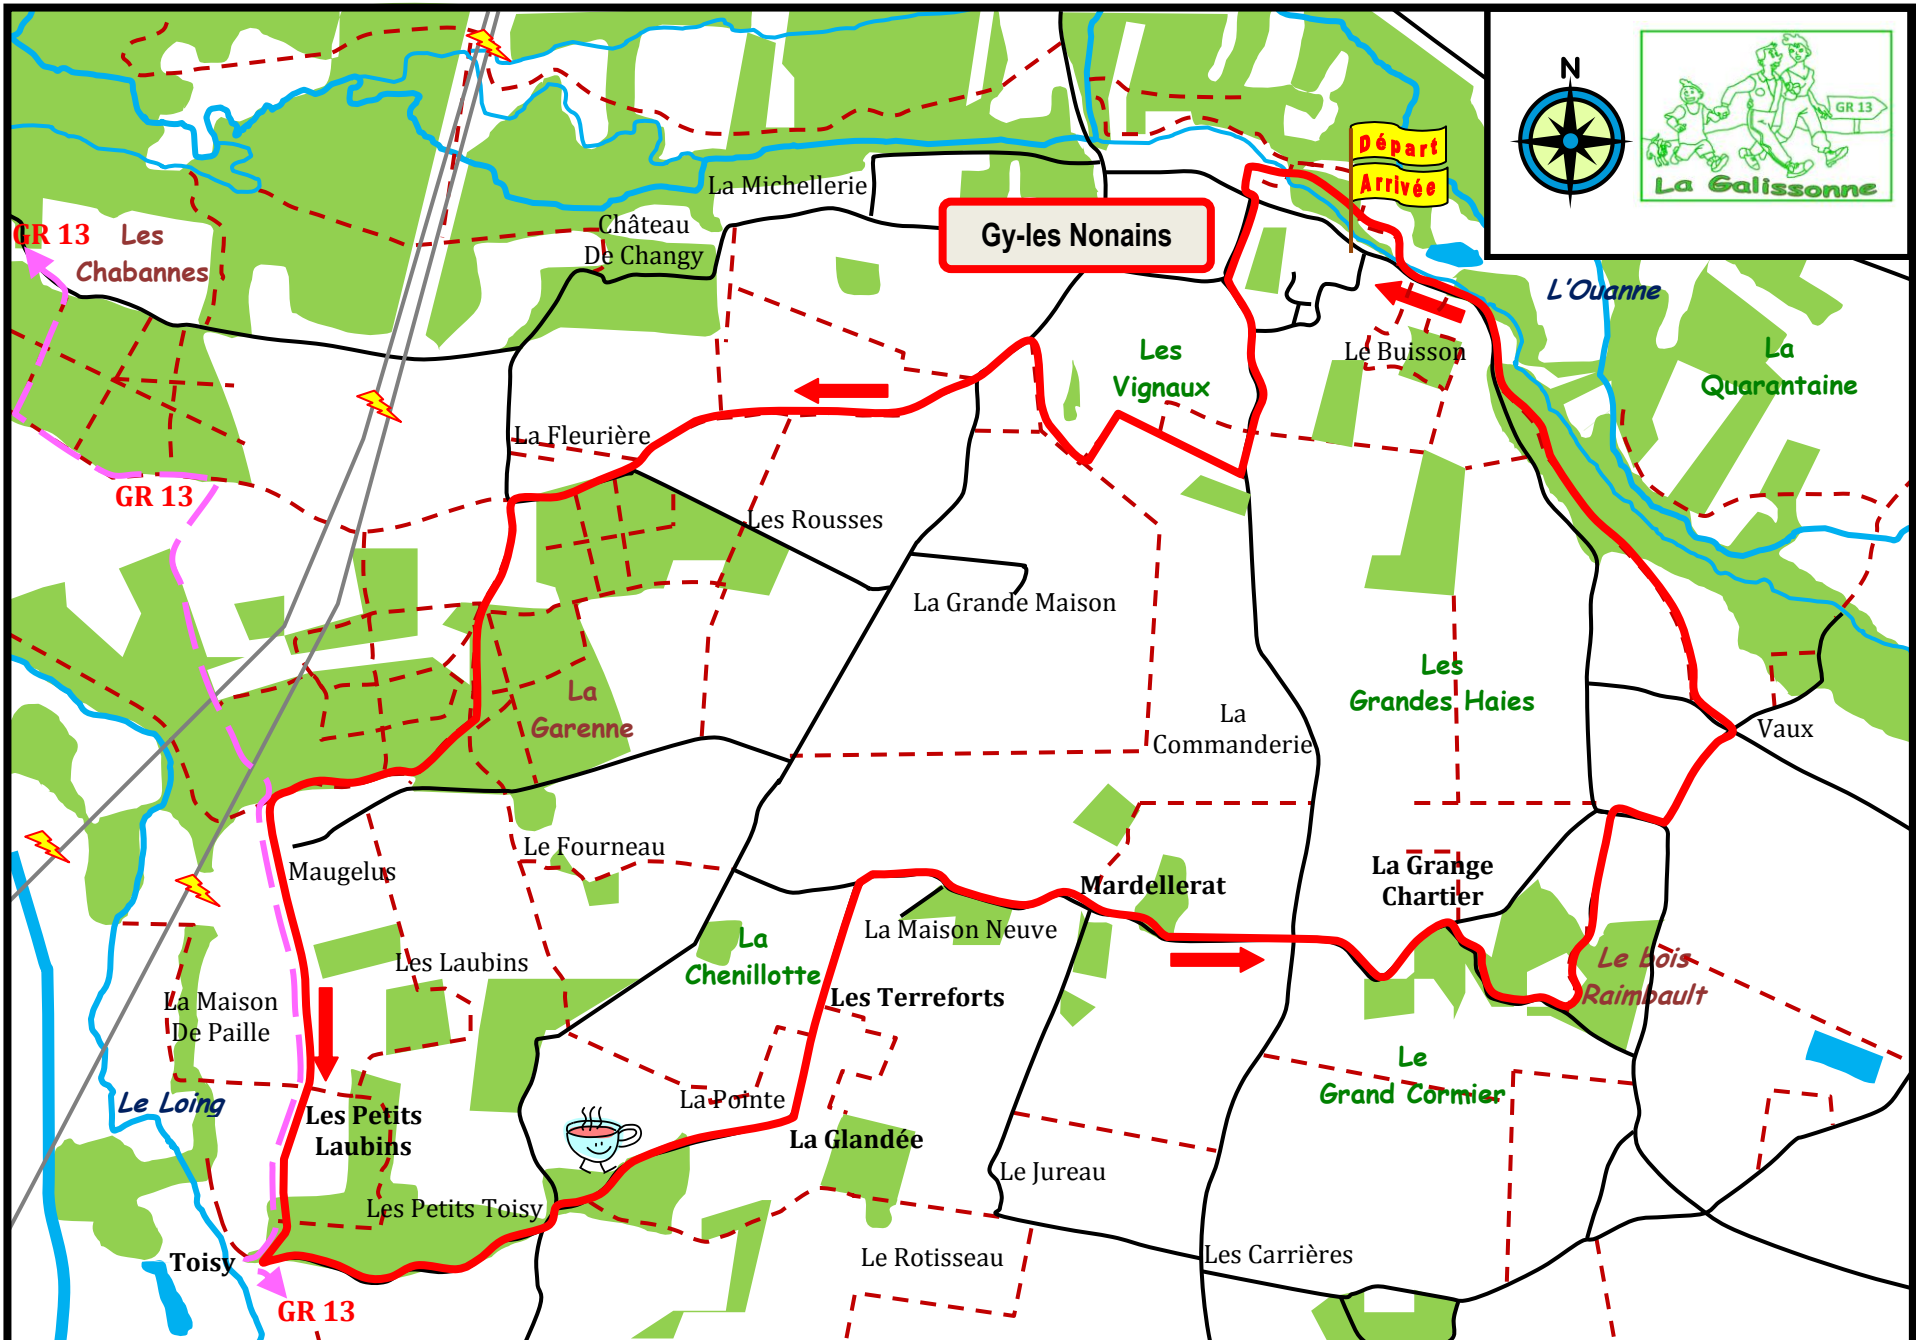 N
GR 13
La Galissonne
Départ
Arrivée
La Michellerie
Château
De Changy
GR 13
Les
Chabannes
Gy-les Nonains
L'Ouanne
Les
Vignaux
Le Buisson
La
Quarantaine
La Fleurière
GR 13
Les Rousses
La Grande Maison
Les
Grandes Haies
La
Garenne
La
Commanderie
Vaux
Le Fourneau
Maugelus
Mardellerat
La Grange
Chartier
La Maison Neuve
La
Chenillotte
Les Laubins
Le bois
Raimbault
La Maison
De Paille
Les Terreforts
Le
Grand Cormier
Le Loing
Les Petits
Laubins
La Pointe
La Glandée
Le Jureau
Les Petits Toisy
Toisy
Le Rotisseau
Les Carrières
GR 13